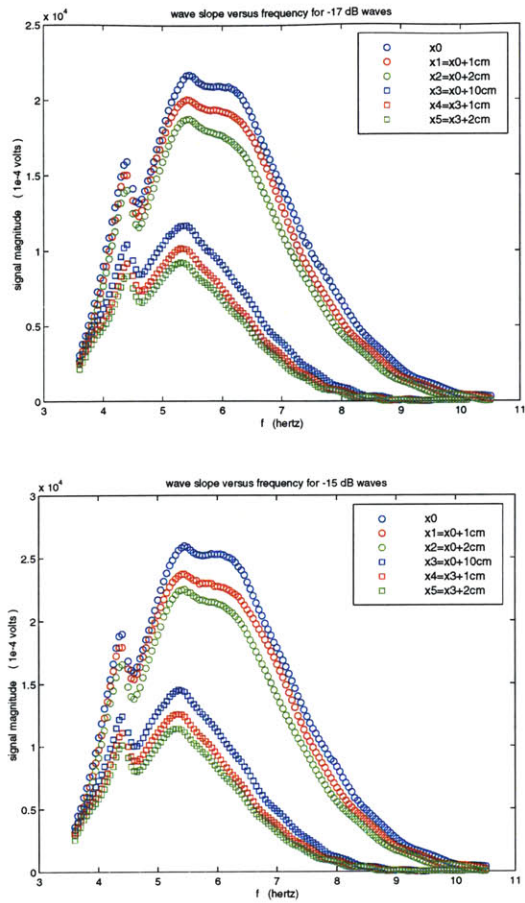 wave slope versus frequency for -17 dB waves
x 10⁴
2.5
2
1.5
1
0.5
0
signal magnitude ( 1e-4 volts)
x0
x1=x0+1cm
x2=x0+2cm
x3=x0+10cm
x4=x3+1cm
x5=x3+2cm
3 4 5 6 7 8 9 10 11
f (hertz)
wave slope versus frequency for -15 dB waves
x 10⁴
3
2.5
2
1.5
1
0.5
0
signal magnitude ( 1e-4 volts)
x0
x1=x0+1cm
x2=x0+2cm
x3=x0+10cm
x4=x3+1cm
x5=x3+2cm
3 4 5 6 7 8 9 10 11
f (hertz)